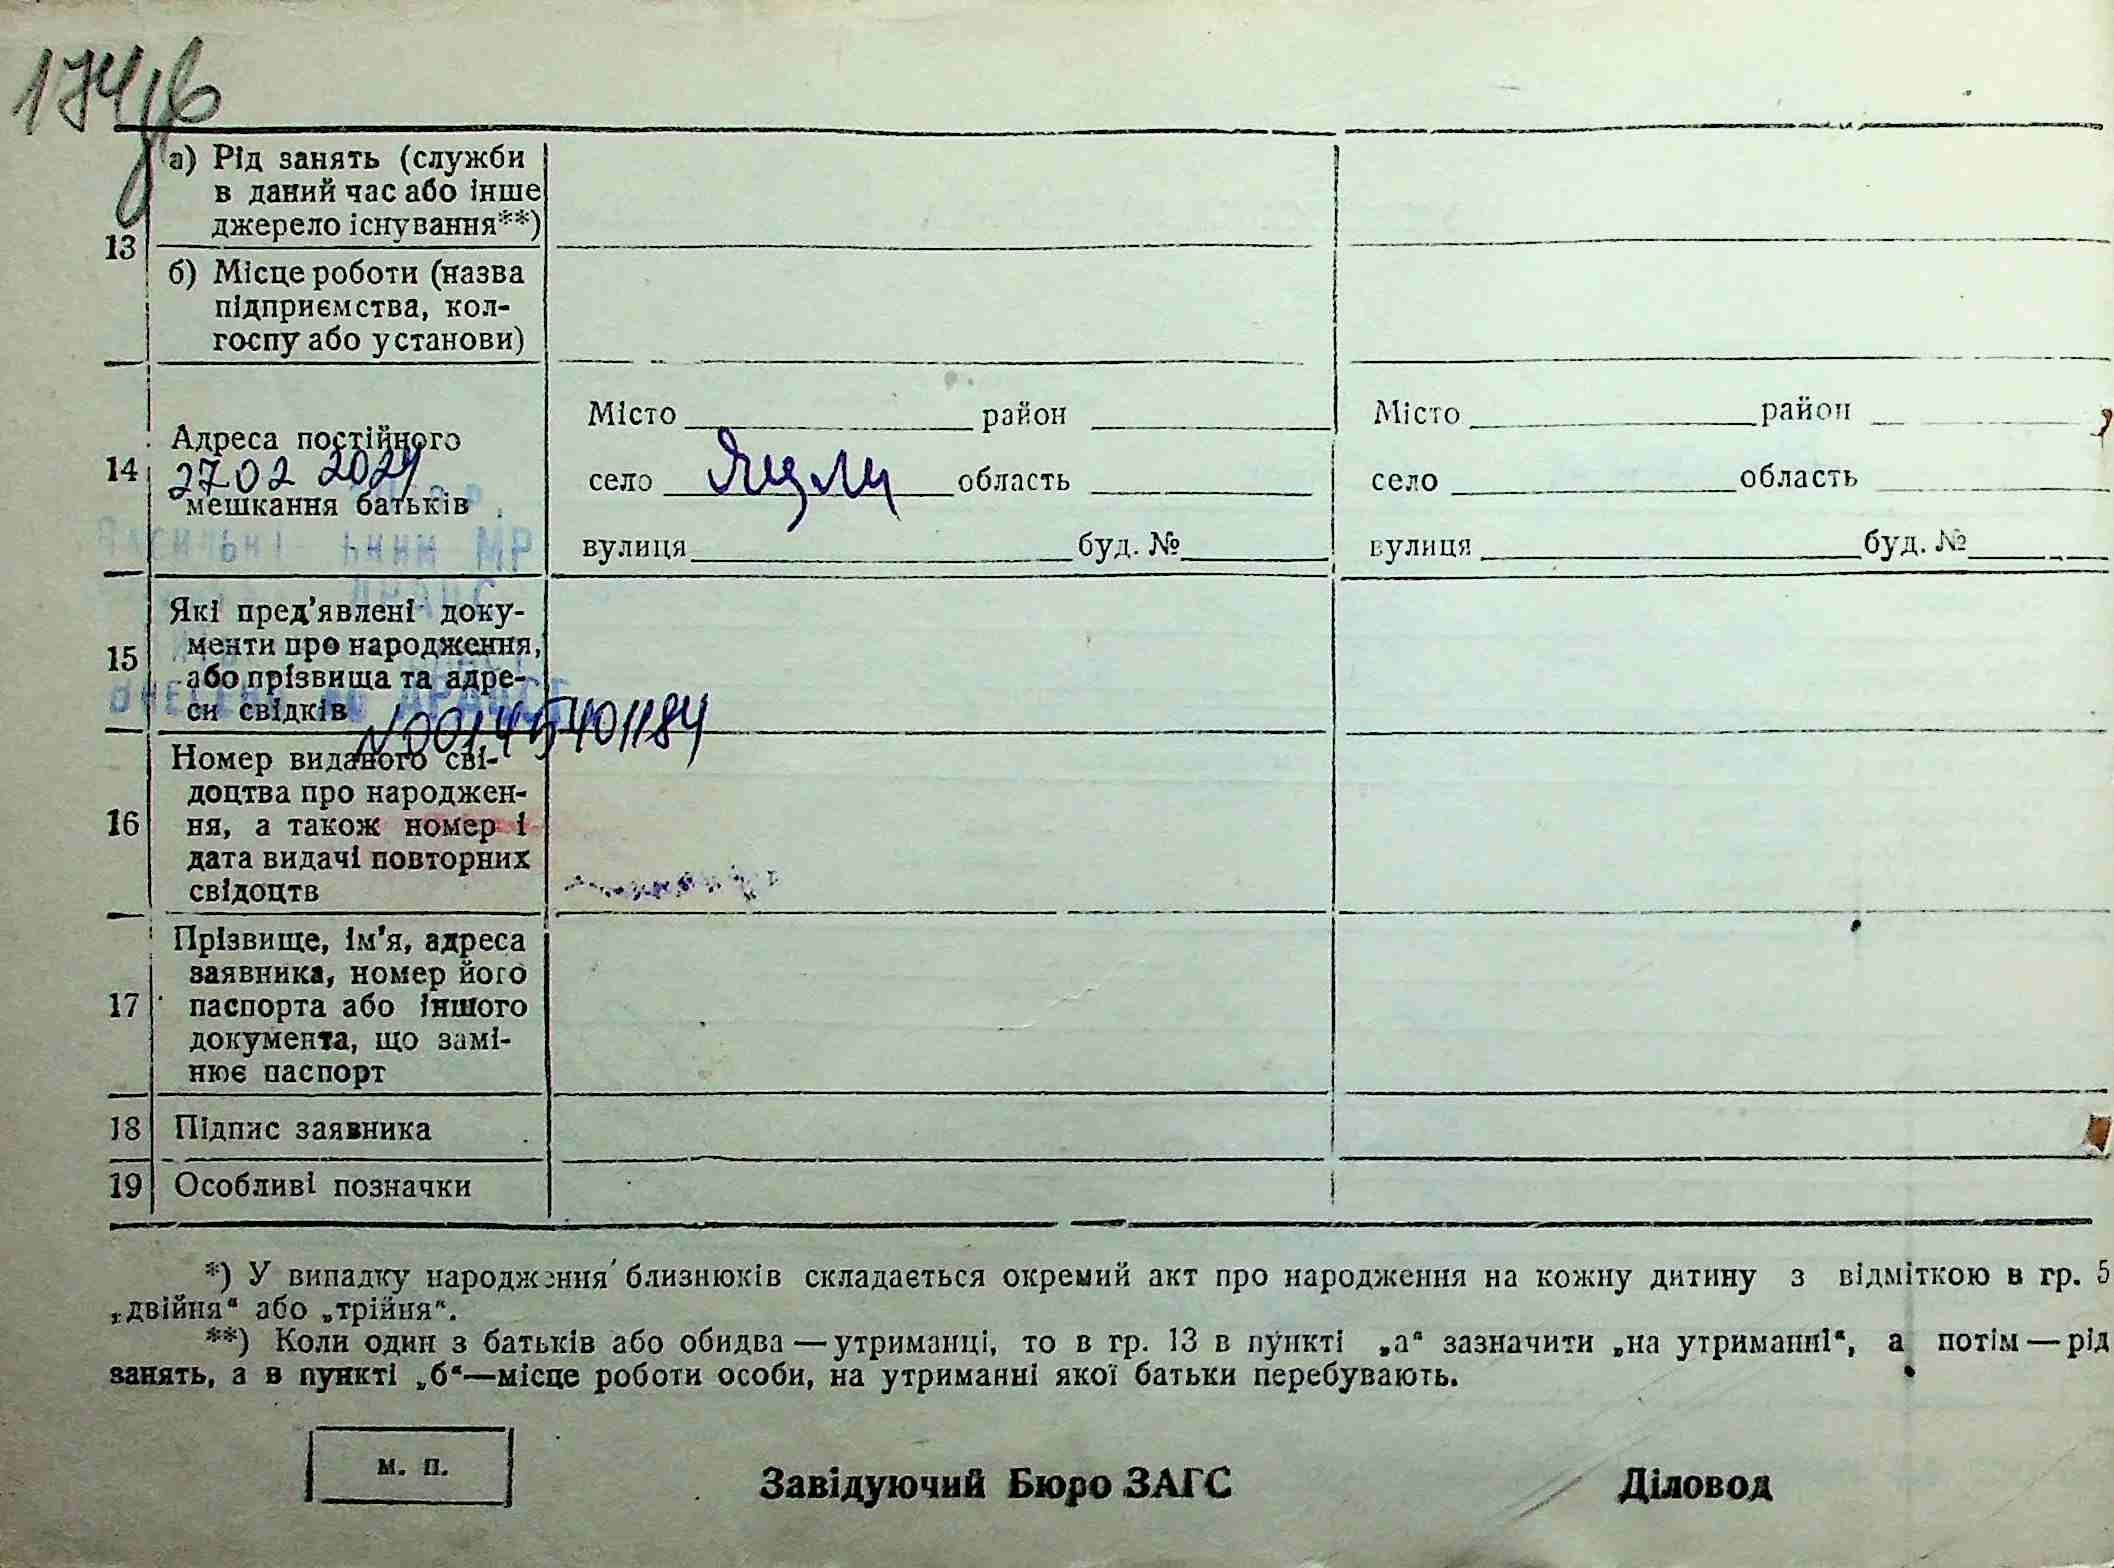 174/6
а) Рід занять (служби
в даний час або інше
джерело існування**)
13
б) Місце роботи (назва
підприємства, кол-
госпу або установи)
Місто район Місто район
14 Адреса постійного
27 02 2024
мешкання батьків
село область село область
вулиця буд. № вулиця буд. №
МР
ДРАЦС
15 Які пред’явлені доку-
менти про народження,
або прізвища та адре-
си свідків
№00145401184
16 Номер виданого сві-
доцтва про народжен-
ня, а також номер і
дата видачі повторних
свідоцтв
17 Прізвище, ім’я, адреса
заявника, номер його
паспорта або іншого
документа, що замі-
нює паспорт
18 Підпис заявника
19 Особливі позначки
*) У випадку народження близнюків складається окремий акт про народження на кожну дитину з відміткою в гр. 5
„двійня“ або „трійня“.
**) Коли один з батьків або обидва — утриманці, то в гр. 13 в пункті „а“ зазначити „на утриманні“, а потім — рід
занять, а в пункті „б“—місце роботи особи, на утриманні якої батьки перебувають.
м. п.
Завідуючий Бюро ЗАГС Діловод